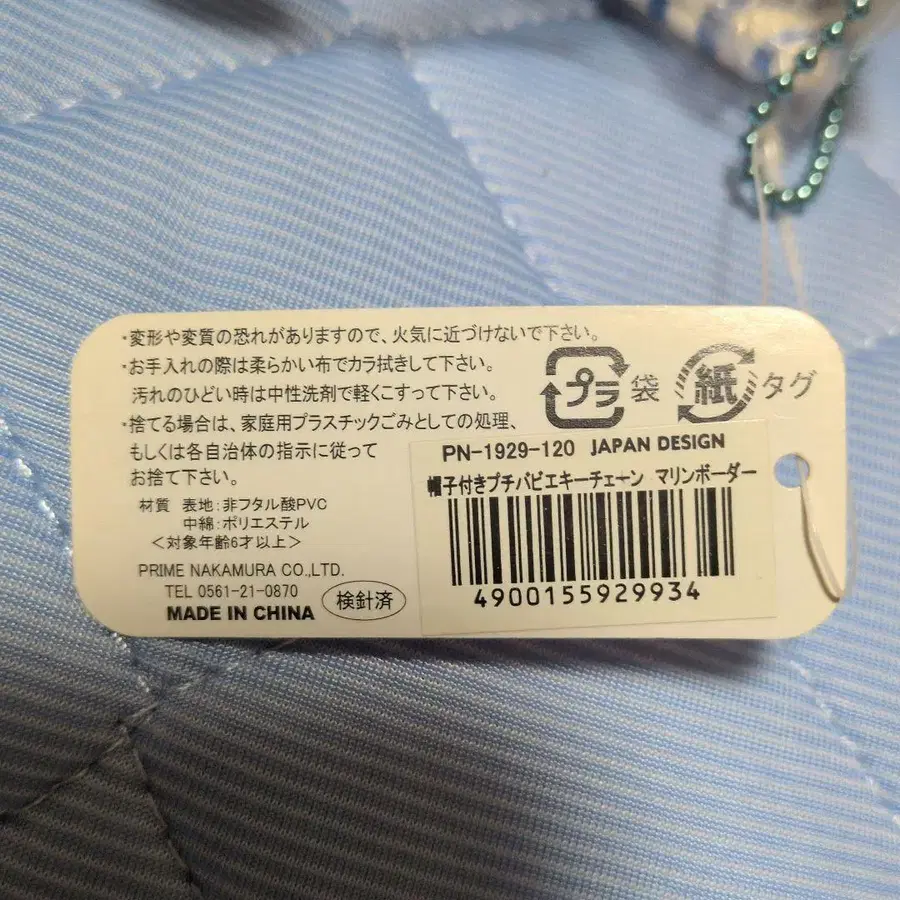 ・変形や変質の恐れがありますので、火気に近づけないで下さい。
・お手入れの際は柔らかい布でカラ拭きして下さい。
汚れのひどい時は中性洗剤で軽くこすって下さい。
・捨てる場合は、家庭用プラスチックごみとしての処理、
もしくは各自治体の指示に従って
お捨て下さい。
プラ 袋 紙 タグ
材質 表地:非フタル酸PVC
中綿:ポリエステル
<対象年齢6才以上>
PRIME NAKAMURA CO.,LTD.
TEL 0561-21-0870
MADE IN CHINA
検針済
PN-1929-120 JAPAN DESIGN
帽子付きプチバビエキーチェーン マリンボーダー
4900155929934